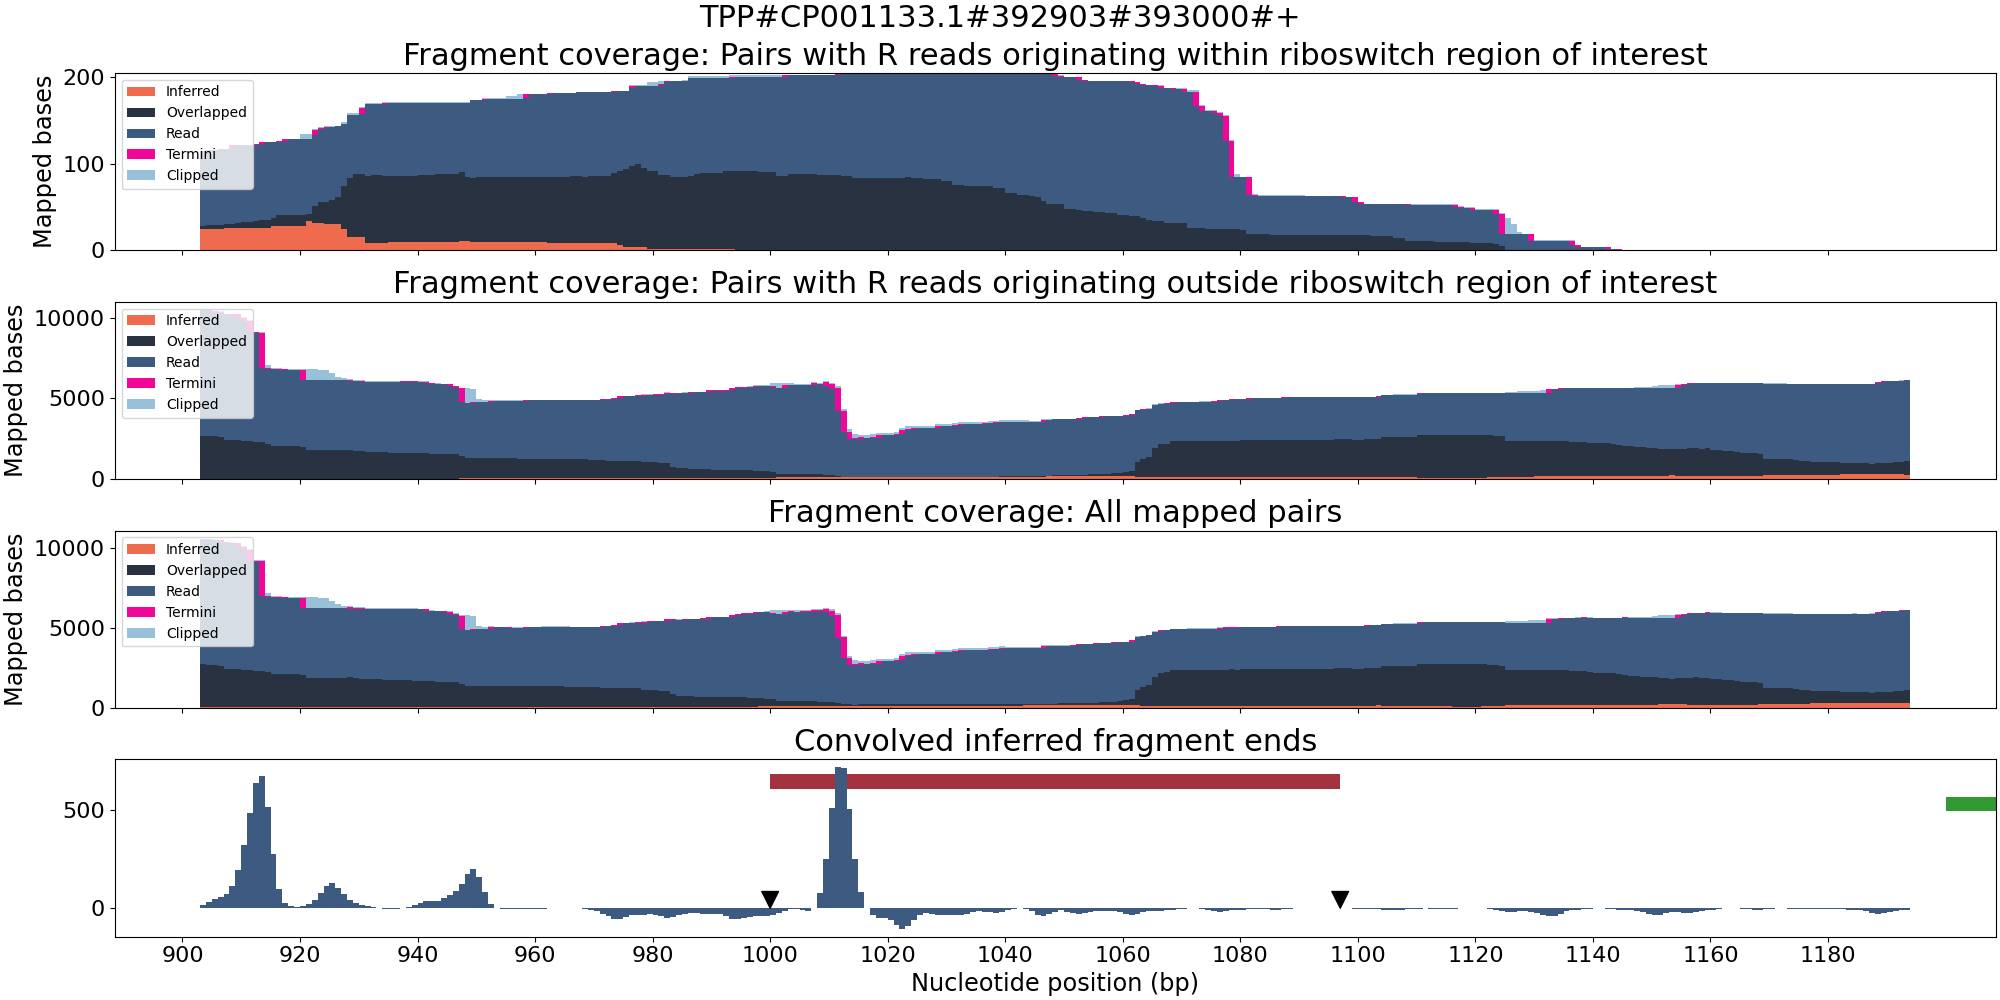 TPP#CP001133.1#392903#393000#+
Fragment coverage: Pairs with R reads originating within riboswitch region of interest
Mapped bases
200
100
0
Inferred
Overlapped
Read
Termini
Clipped
Fragment coverage: Pairs with R reads originating outside riboswitch region of interest
Mapped bases
10000
5000
0
Inferred
Overlapped
Read
Termini
Clipped
Fragment coverage: All mapped pairs
Mapped bases
10000
5000
0
Inferred
Overlapped
Read
Termini
Clipped
Convolved inferred fragment ends
500
0
900 920 940 960 980 1000 1020 1040 1060 1080 1100 1120 1140 1160 1180
Nucleotide position (bp)